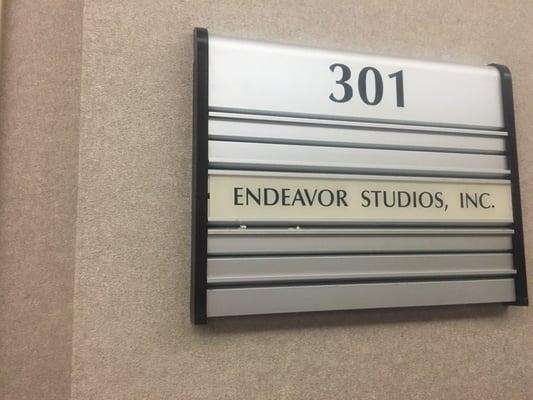 301
ENDEAVOR STUDIOS, INC.